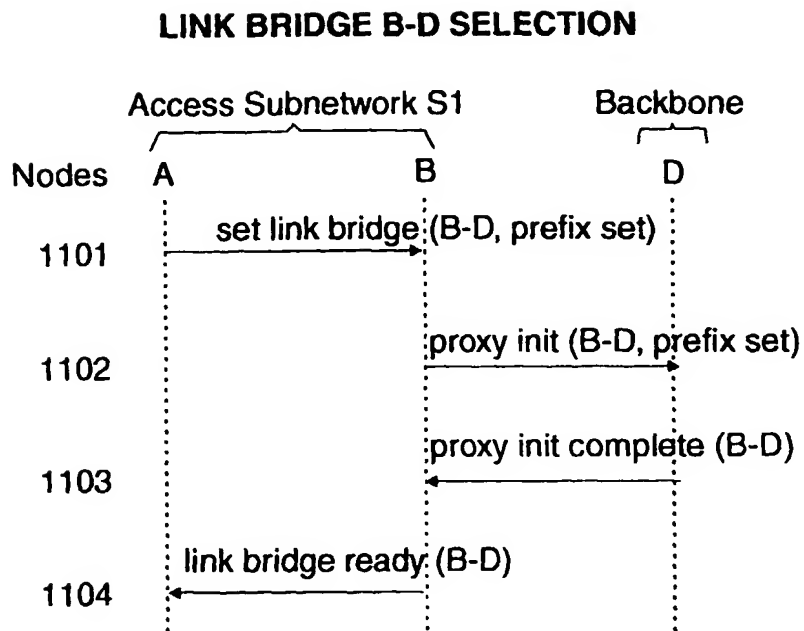 LINK BRIDGE B-D SELECTION
Access Subnetwork S1 Backbone
Nodes A B D
set link bridge (B-D, prefix set)
1101
proxy init (B-D, prefix set)
1102
proxy init complete (B-D)
1103
link bridge ready (B-D)
1104